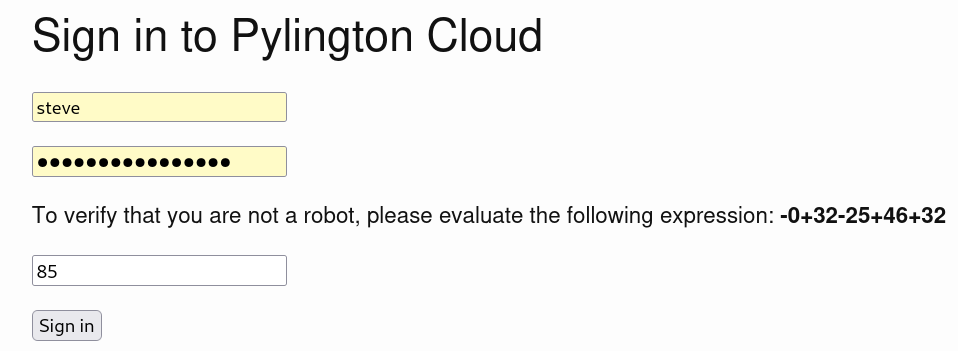 Sign in to Pylington Cloud
steve
●●●●●●●●●●●●●●●●
To verify that you are not a robot, please evaluate the following expression: -0+32-25+46+32
85
Sign in